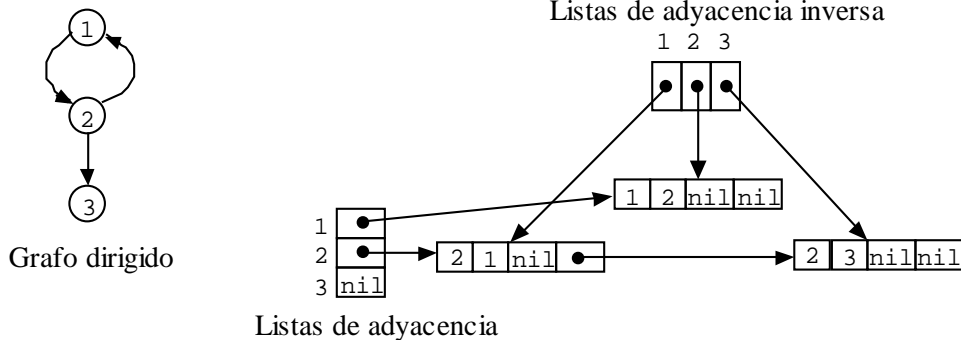 Listas de adyacencia inversa
1 2 3
1
2
3
Grafo dirigido
1 2 nil nil
1
2
3 nil
2 1 nil
2 3 nil nil
Listas de adyacencia